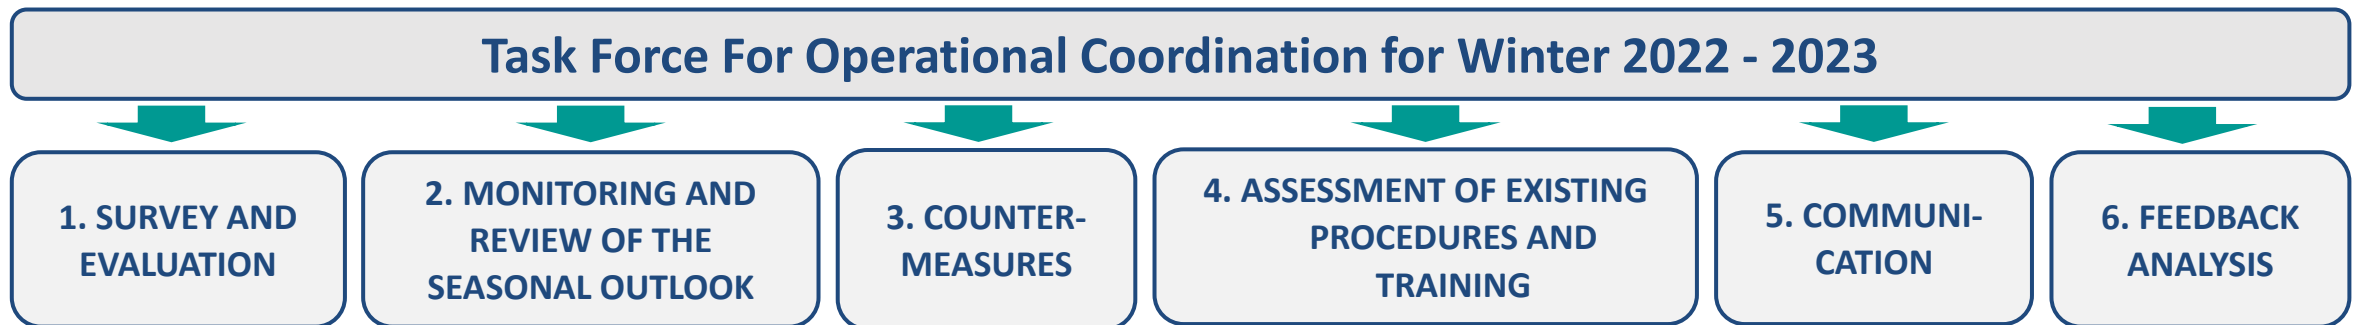 Task Force For Operational Coordination for Winter 2022 - 2023
1. SURVEY AND
EVALUATION
2. MONITORING AND
REVIEW OF THE
SEASONAL OUTLOOK
3. COUNTER-
MEASURES
4. ASSESSMENT OF EXISTING
PROCEDURES AND
TRAINING
5. COMMUNI-
CATION
6. FEEDBACK
ANALYSIS